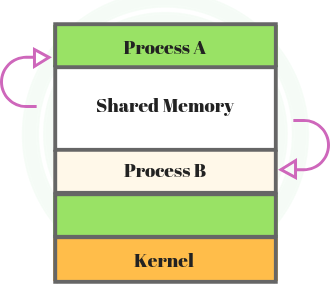 Process A
Shared Memory
Process B
Kernel